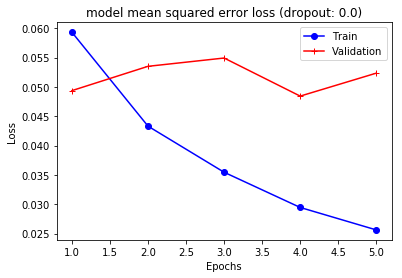 model mean squared error loss (dropout: 0.0)
Train
Validation
0.060
0.055
0.050
0.045
0.040
0.035
0.030
0.025
Loss
1.0 1.5 2.0 2.5 3.0 3.5 4.0 4.5 5.0
Epochs